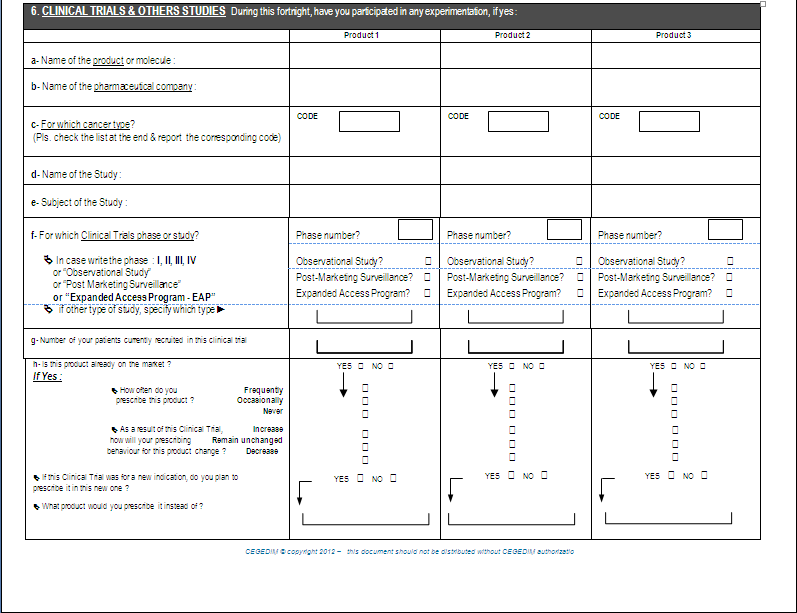 6. CLINICAL TRIALS & OTHERS STUDIES During this fortnight, have you participated in any experimentation, if yes :
Product 1 Product 2 Product 3
a- Name of the product or molecule :
b- Name of the pharmaceutical company :
c- For which cancer type? CODE CODE CODE
(Pls. check the list at the end & report the corresponding code)
d- Name of the Study :
e- Subject of the Study :
f- For which Clinical Trials phase or study? Phase number? Phase number? Phase number?
In case write the phase : I, II, III, IV Observational Study? Observational Study? Observational Study?
or "Observational Study"
or "Post Marketing Surveillance" Post-Marketing Surveillance? Post-Marketing Surveillance? Post-Marketing Surveillance?
or "Expanded Access Program - EAP" Expanded Access Program? Expanded Access Program? Expanded Access Program?
if other type of study, specify which type ►
g- Number of your patients currently recruited in this clinical trial
h- Is this product already on the market ? YES □ NO □ YES □ NO □ YES □ NO □
If Yes :
How often do you Frequently
prescribe this product ? Occasionally
Never
As a result of this Clinical Trial, Increase
how will your prescribing Remain unchanged
behaviour for this product change ? Decrease
If this Clinical Trial was for a new indication, do you plan to YES □ NO □ YES □ NO □ YES □ NO □
prescribe it in this new one ?
What product would you prescribe it instead of ?
CEGEDIM © copyright 2012 – this document should not be distributed without CEGEDIM authorizatio